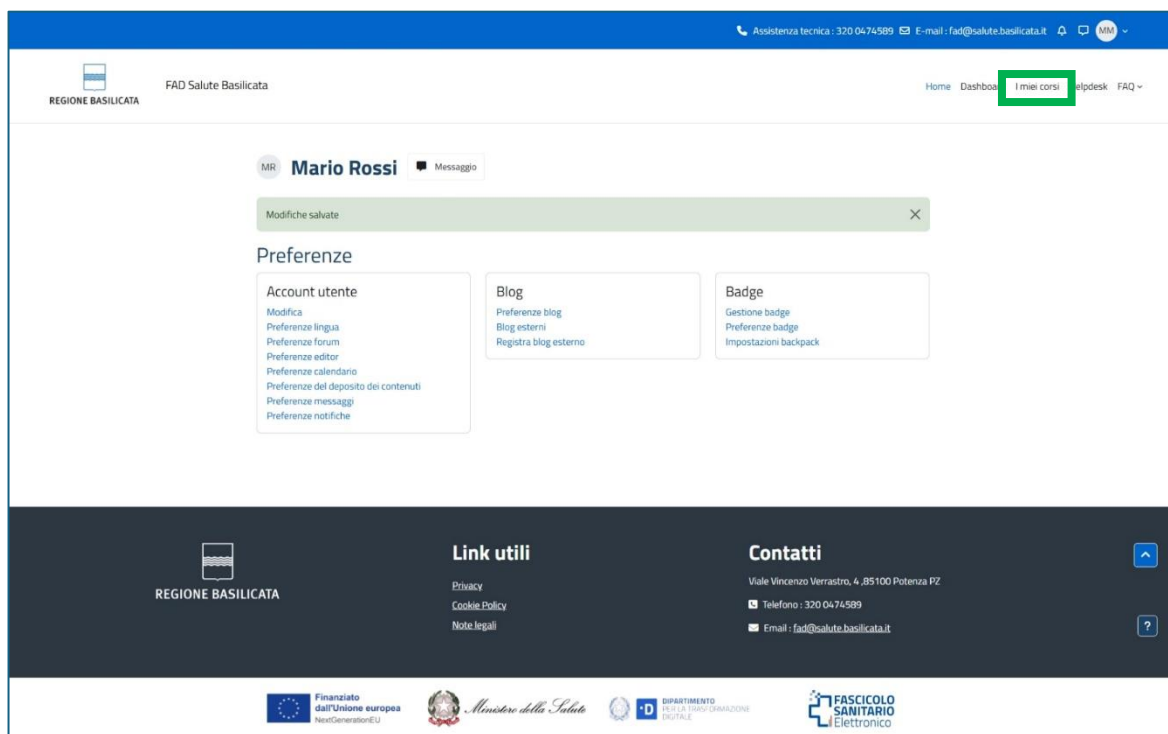 Assistenza tecnica : 320 0474589 E-mail : fad@salute.basilicata.it MM
REGIONE BASILICATA
FAD Salute Basilicata
Home Dashboa I miei corsi elpdesk FAQ
MR Mario Rossi Messaggio
Modifiche salvate
Preferenze
Account utente
Modifica
Preferenze lingua
Preferenze forum
Preferenze editor
Preferenze calendario
Preferenze del deposito dei contenuti
Preferenze messaggi
Preferenze notifiche
Blog
Preferenze blog
Blog esterni
Registra blog esterno
Badge
Gestione badge
Preferenze badge
Impostazioni backpack
REGIONE BASILICATA
Link utili
Privacy
Cookie Policy
Note legali
Contatti
Viale Vincenzo Verrastro, 4 ,85100 Potenza PZ
Telefono : 320 0474589
Email : fad@salute.basilicata.it
?
Finanziato
dall'Unione europea
NextGenerationEU
Ministero della Salute
D
DIPARTIMENTO
PER LA TRASFORMAZIONE
DIGITALE
FASCICOLO
SANITARIO
Elettronico